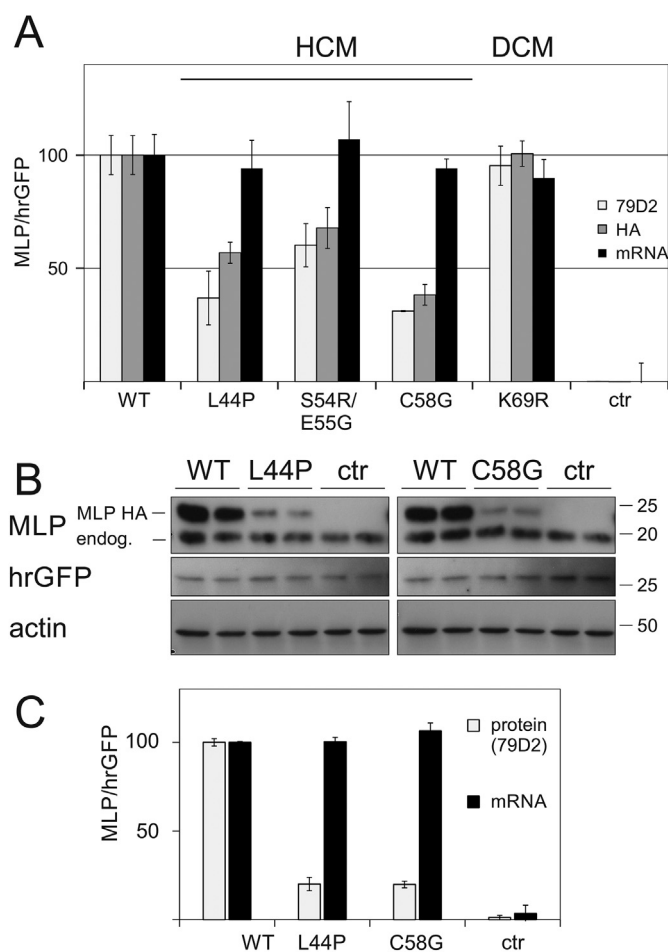 A
HCM DCM
MLP/hrGFP
100
50
79D2
HA
mRNA
WT L44P S54R/ C58G K69R ctr
E55G
B
WT L44P ctr WT C58G ctr
MLP MLP HA 25
endog. 20
hrGFP 25
actin 50
C
MLP/hrGFP
100
50
protein
(79D2)
mRNA
WT L44P C58G ctr